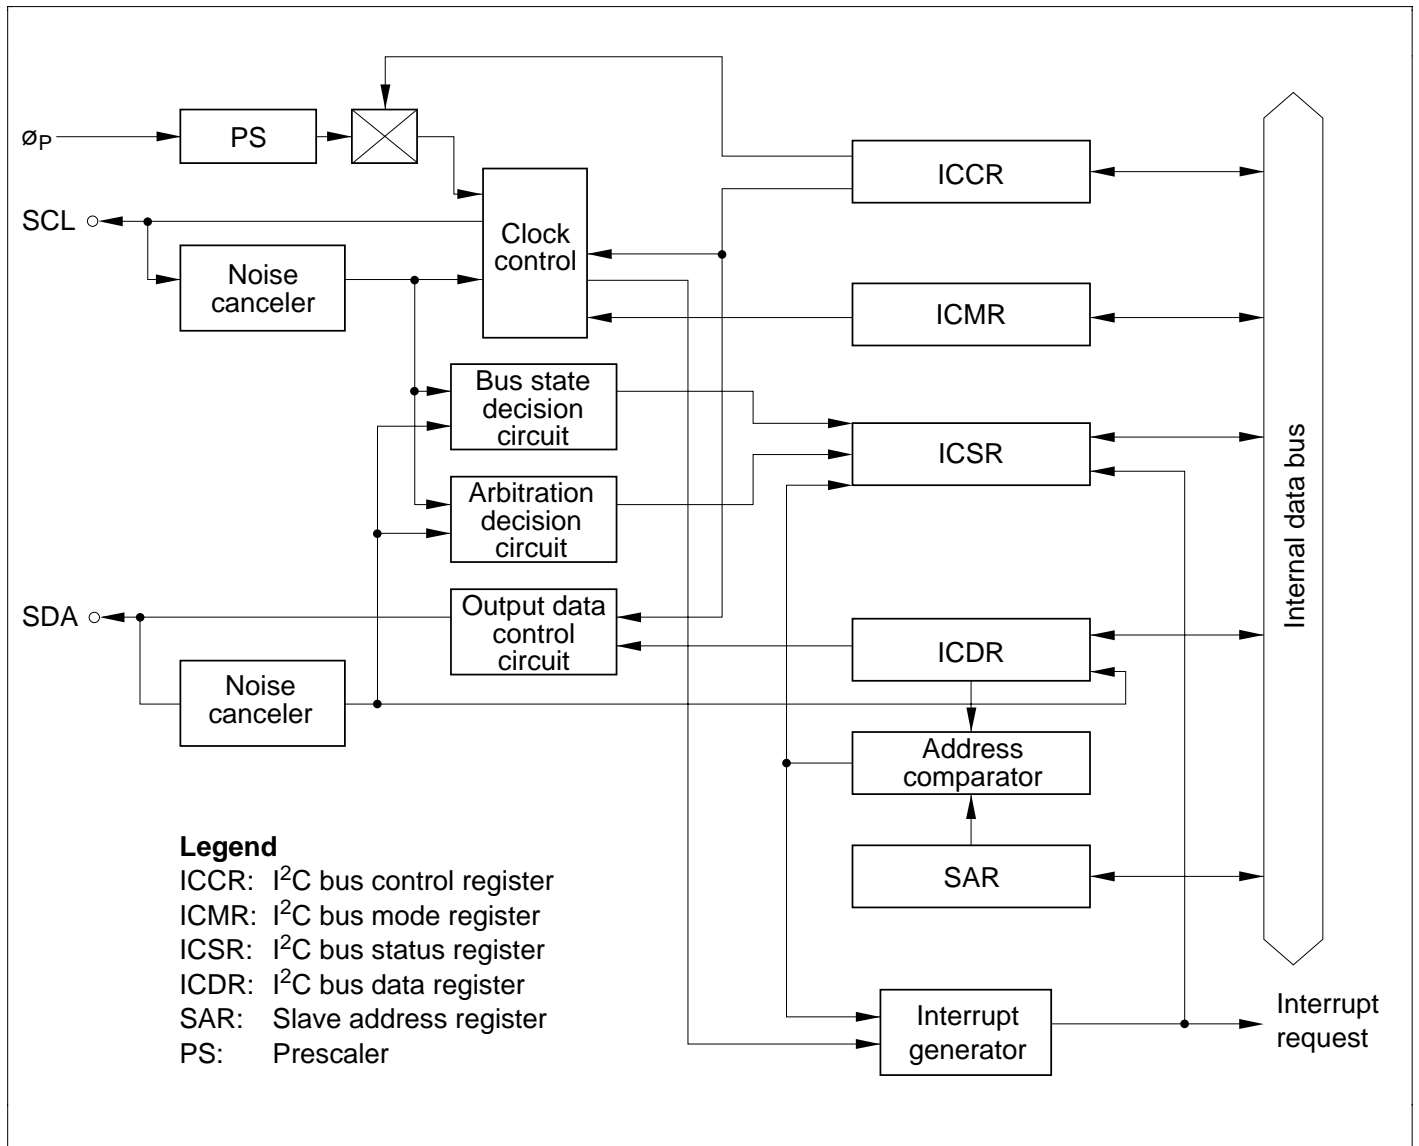 øP
PS
SCL
Noise
canceler
Clock
control
ICCR
ICMR
Bus state
decision
circuit
ICSR
Arbitration
decision
circuit
SDA
Output data
control
circuit
ICDR
Noise
canceler
Address
comparator
SAR
Internal data bus
Interrupt
generator
Interrupt
request
Legend
ICCR: I²C bus control register
ICMR: I²C bus mode register
ICSR: I²C bus status register
ICDR: I²C bus data register
SAR: Slave address register
PS: Prescaler